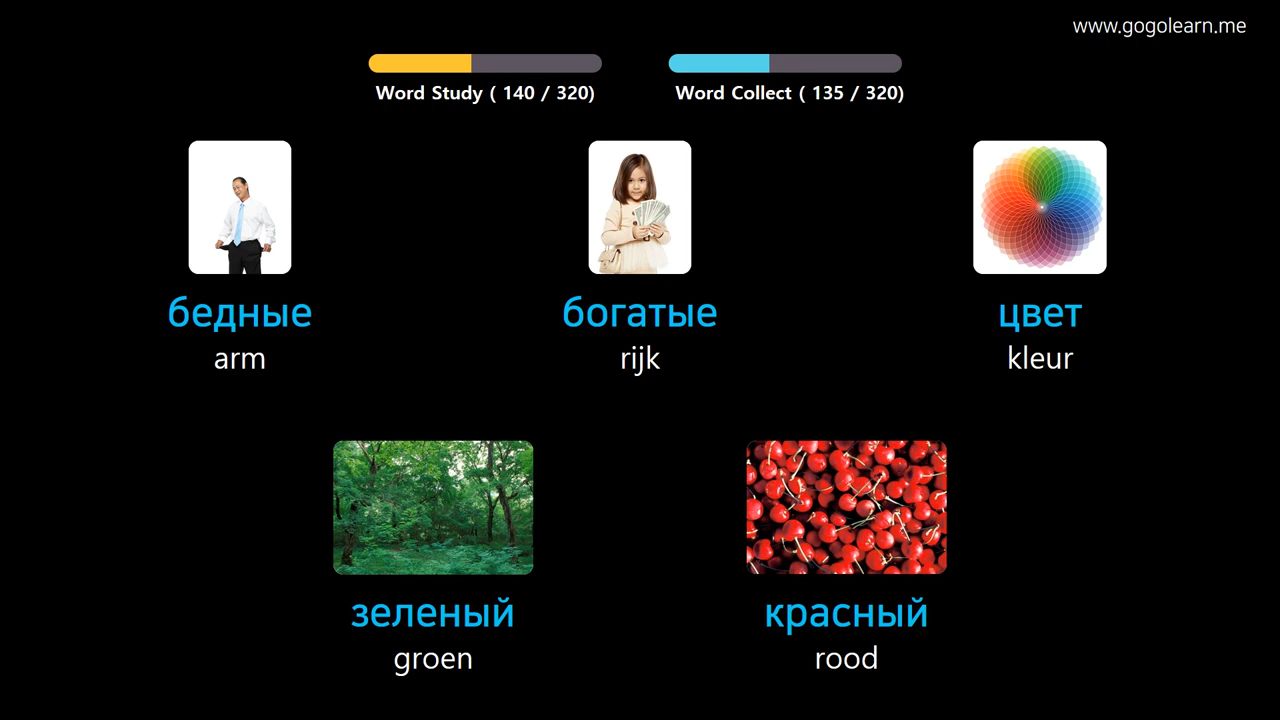 www.gogolearn.me
Word Study ( 140 / 320)
Word Collect ( 135 / 320)
бедные
arm
богатые
rijk
цвет
kleur
зеленый
groen
красный
rood